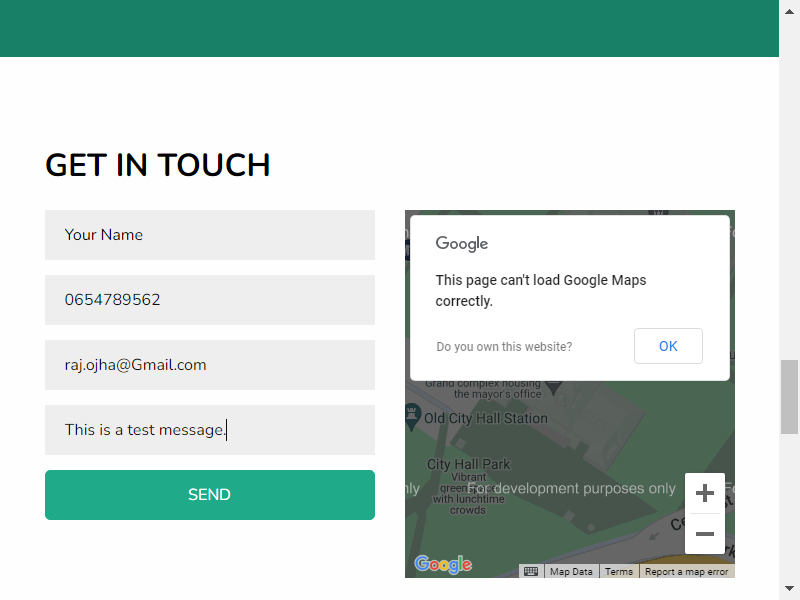 GET IN TOUCH
Your Name
0654789562
raj.ojha@Gmail.com
This is a test message.
SEND
Google
This page can't load Google Maps
correctly.
Do you own this website?
OK
Grand complex housing
the mayor's office
Old City Hall Station
City Hall Park
Vibrant
with lunchtime
crowds
For development purposes only
Google
Map Data
Terms
Report a map error